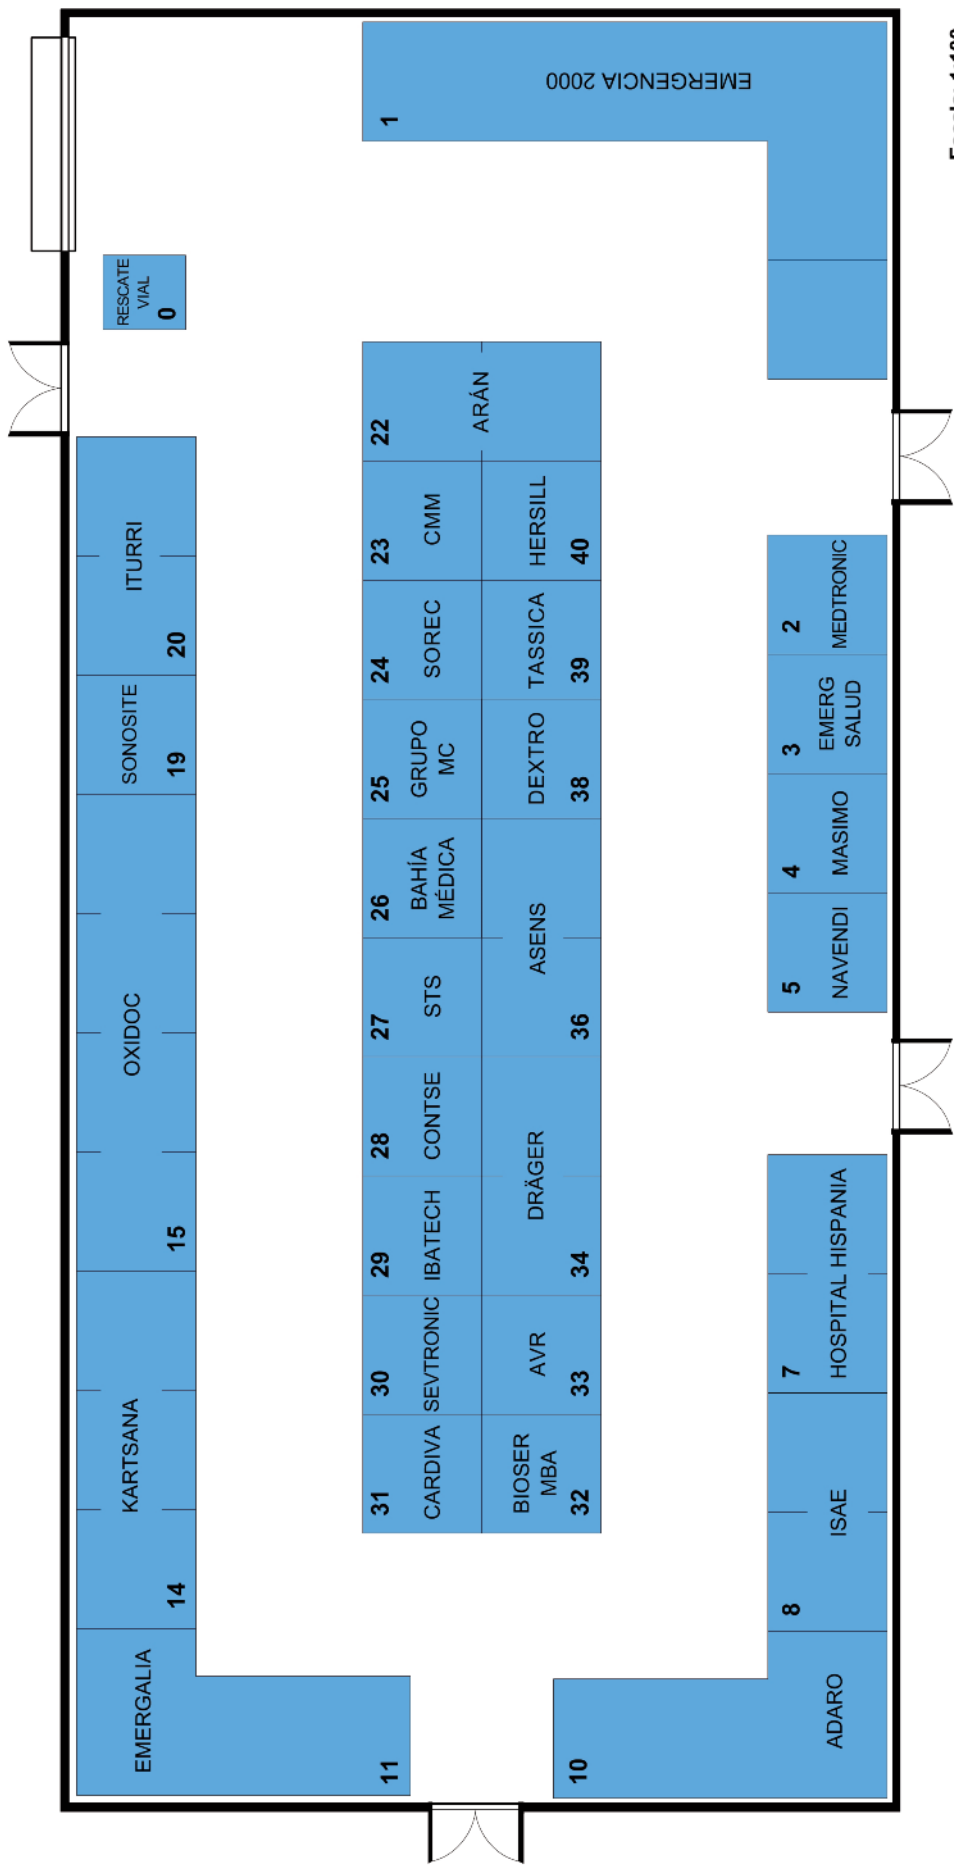 EMERGENCIA 2000
1
RESCATE
VIAL
0
ITURRI
20
SONOSITE
19
OXIDOC
15
KARTSANA
14
EMERGALIA
11
22
ARÁN
23
CMM
24
SOREC
25
GRUPO
MC
26
BAHÍA
MÉDICA
27
STS
28
CONTSE
29
IBATECH
30
SEVTRONIC
31
CARDIVA
HERSILL
40
TASSICA
39
DEXTRO
38
ASENS
36
DRÄGER
34
AVR
33
BIOSER
MBA
32
2
MEDTRONIC
3
EMERG
SALUD
4
MASIMO
5
NAVENDI
7
HOSPITAL HISPANIA
8
ISAE
10
ADARO